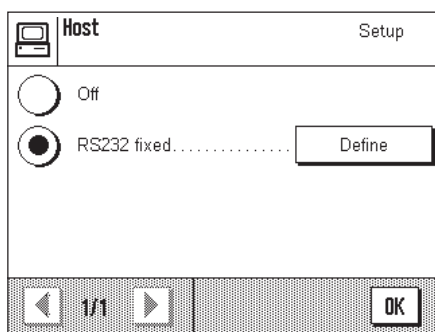 Host Setup
Off
RS232 fixed............... Define
1/1 OK